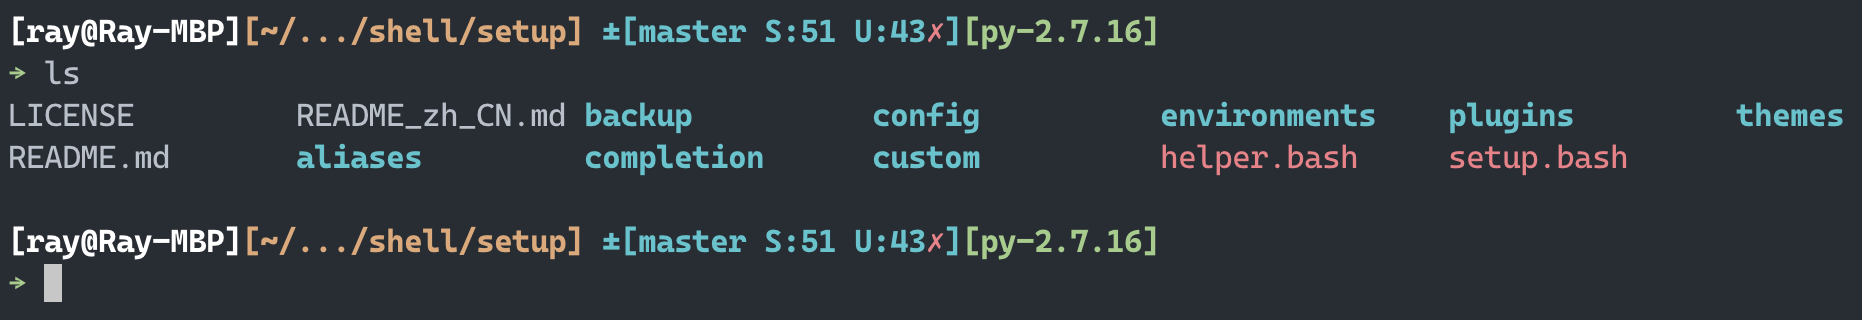 [ray@Ray-MBP][~/.../shell/setup] ±[master S:51 U:43✗][py-2.7.16]
→ ls
LICENSE README_zh_CN.md backup config environments plugins themes
README.md aliases completion custom helper.bash setup.bash
[ray@Ray-MBP][~/.../shell/setup] ±[master S:51 U:43✗][py-2.7.16]
→